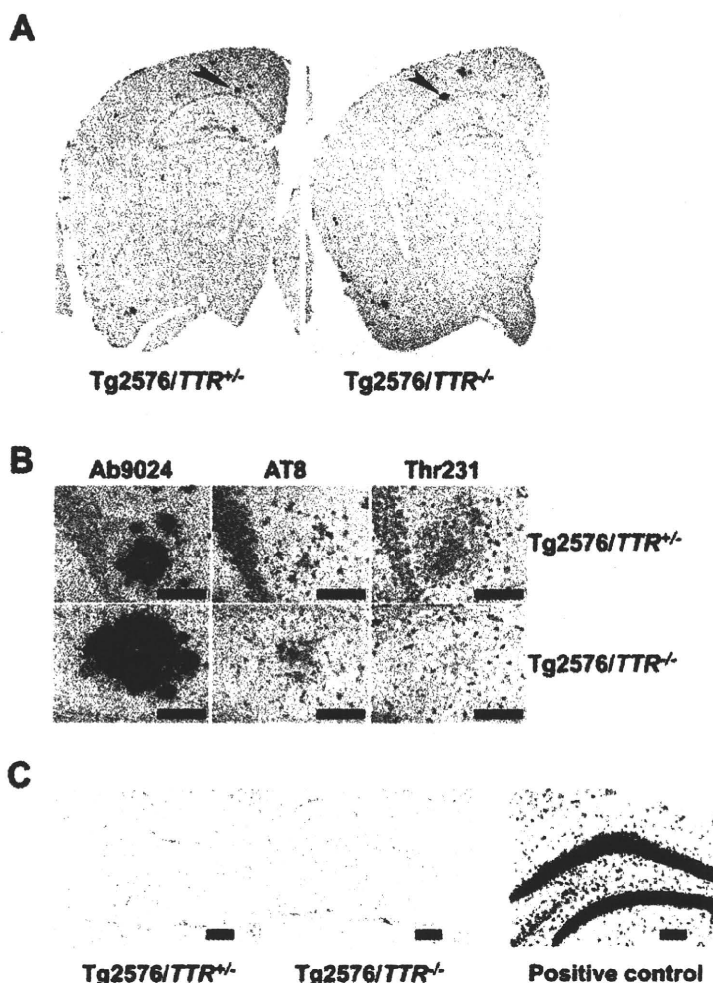 A
Tg2576/TTR+/- Tg2576/TTR-/-
B
Ab9024 AT8 Thr231
Tg2576/TTR+/-
Tg2576/TTR-/-
C
Tg2576/TTR+/- Tg2576/TTR-/- Positive control